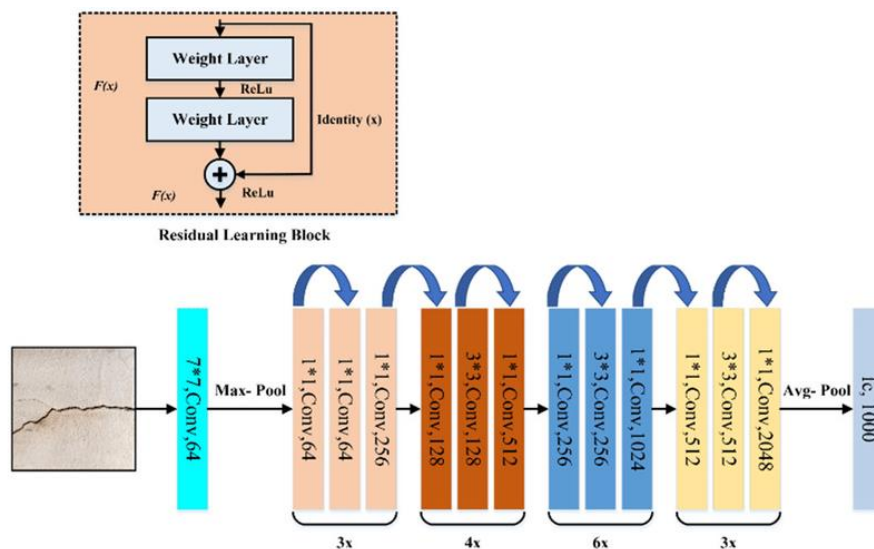 Weight Layer
F(x)
ReLu
Weight Layer
Identity (x)
F(x)
ReLu
Residual Learning Block
7*7,Conv,64
Max- Pool
1*1,Conv,64
1*1,Conv,64
1*1,Conv,256
1*1,Conv,128
3*3,Conv,128
1*1,Conv,512
1*1,Conv,256
3*3,Conv,256
1*1,Conv,1024
1*1,Conv,512
3*3,Conv,512
1*1,Conv,2048
Avg- Pool
fc, 1000
3x
4x
6x
3x